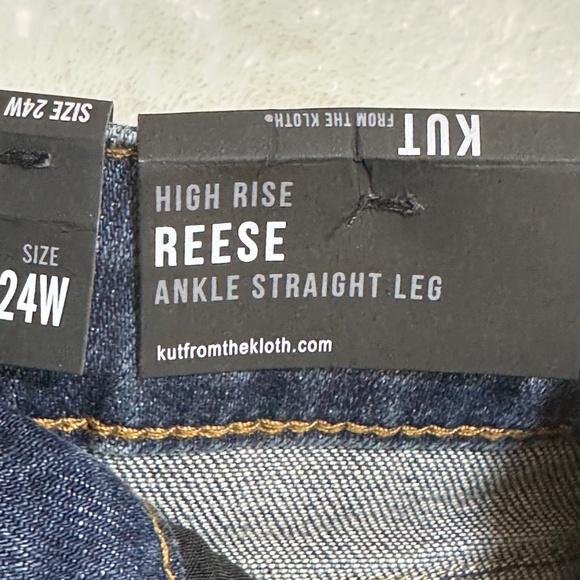 SIZE 24W
SIZE
24W
KUT FROM THE KLOTH®
HIGH RISE
REESE
ANKLE STRAIGHT LEG
kutfromthekloth.com